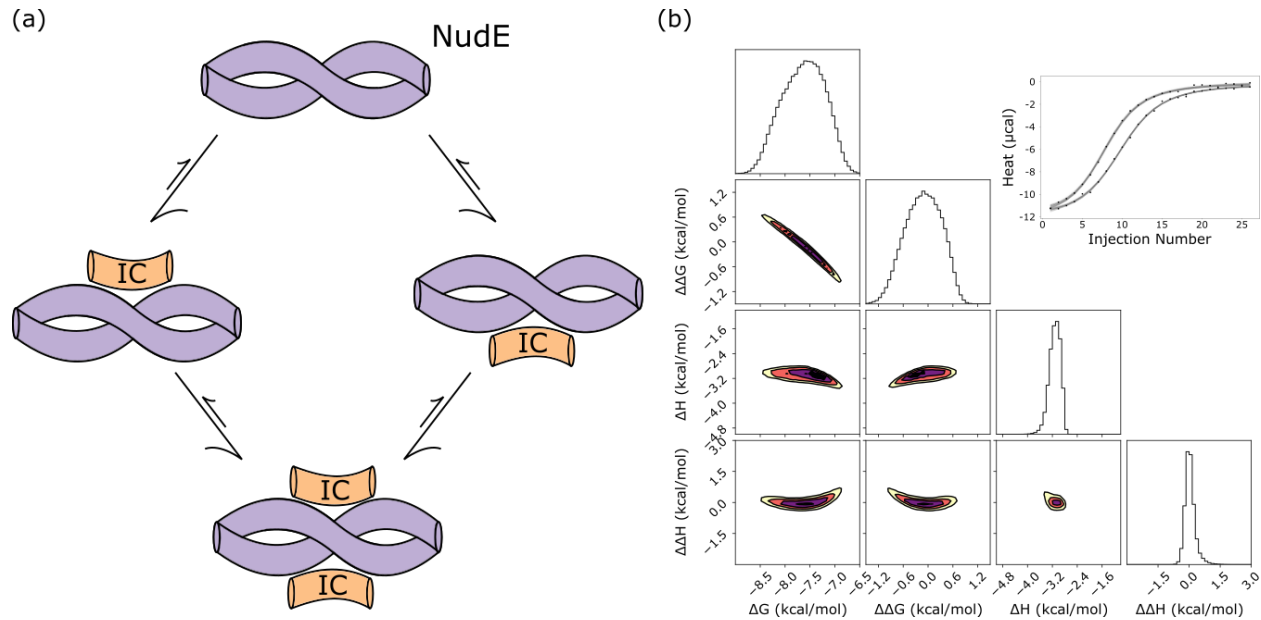 (a)
NudE
IC
IC
IC
IC
(b)
ΔΔG (kcal/mol)
1.2
0.6
0.0
−0.6
−1.2
ΔH (kcal/mol)
−1.6
−2.4
−3.2
−4.0
−4.8
ΔΔH (kcal/mol)
3.0
1.5
0.0
−1.5
−8.5
−8.0
−7.5
−7.0
−6.5
ΔG (kcal/mol)
−1.2
−0.6
0.0
0.6
1.2
ΔΔG (kcal/mol)
−4.8
−4.0
−3.2
−2.4
−1.6
ΔH (kcal/mol)
−1.5
0.0
1.5
3.0
ΔΔH (kcal/mol)
Heat (μcal)
0
−2
−4
−6
−8
−10
−12
0
5
10
15
20
25
Injection Number